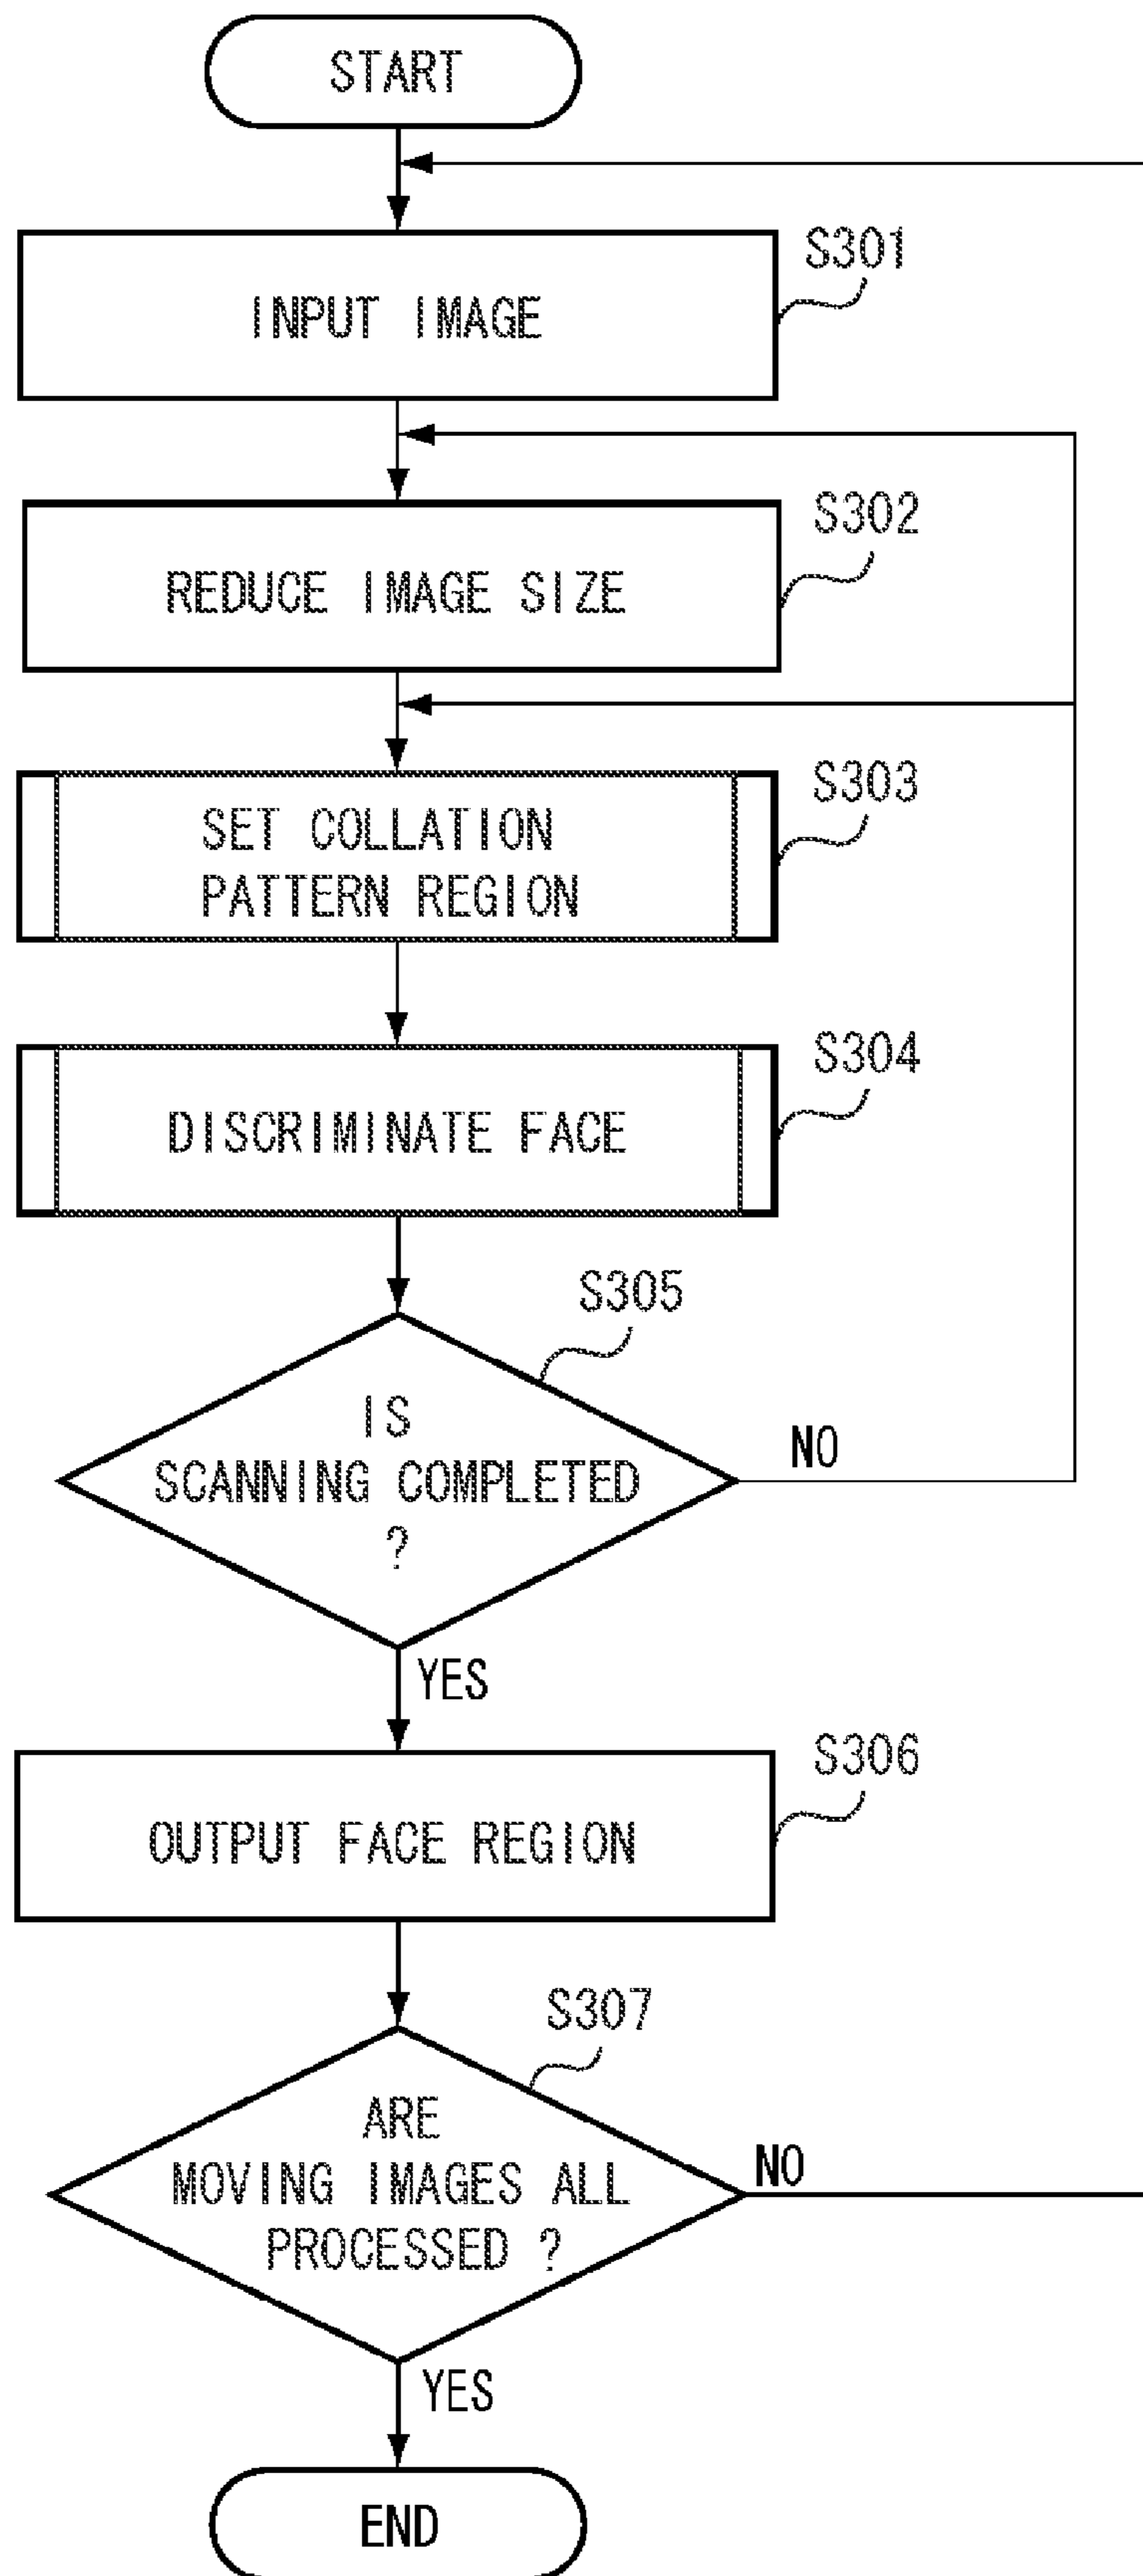 START
S301
INPUT IMAGE
S302
REDUCE IMAGE SIZE
S303
SET COLLATION
PATTERN REGION
S304
DISCRIMINATE FACE
S305
IS
SCANNING COMPLETED
?
NO
YES
S306
OUTPUT FACE REGION
S307
ARE
MOVING IMAGES ALL
PROCESSED ?
NO
YES
END